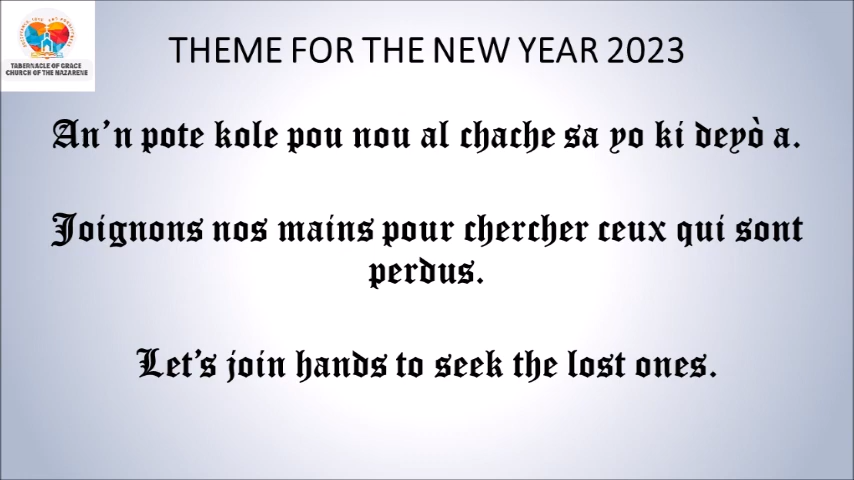 TABERNACLE OF GRACE
CHURCH OF THE NAZARENE
THEME FOR THE NEW YEAR 2023
An’n pote kole pou nou al chache sa yo ki deyò a.
Joignons nos mains pour chercher ceux qui sont
perdus.
Let’s join hands to seek the lost ones.